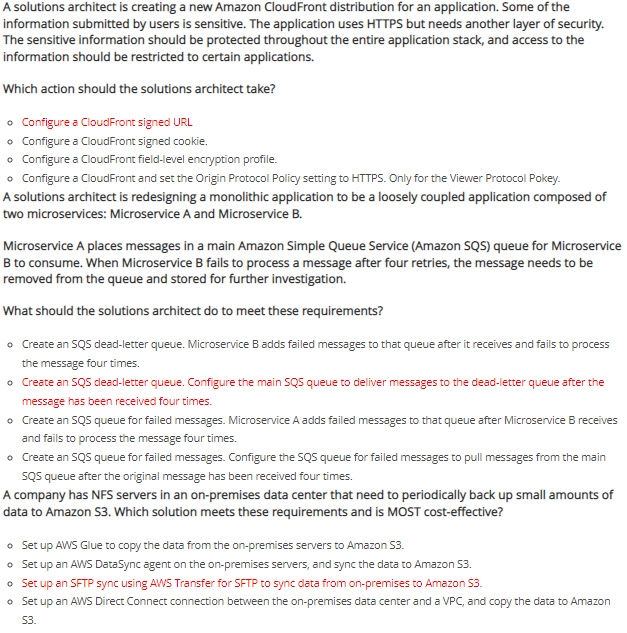 A solutions architect is creating a new Amazon CloudFront distribution for an application. Some of the
information submitted by users is sensitive. The application uses HTTPS but needs another layer of security.
The sensitive information should be protected throughout the entire application stack, and access to the
information should be restricted to certain applications.
Which action should the solutions architect take?
Configure a CloudFront signed URL
Configure a CloudFront signed cookie.
Configure a CloudFront field-level encryption profile.
Configure a CloudFront and set the Origin Protocol Policy setting to HTTPS. Only for the Viewer Protocol Pokey.
A solutions architect is redesigning a monolithic application to be a loosely coupled application composed of
two microservices: Microservice A and Microservice B.
Microservice A places messages in a main Amazon Simple Queue Service (Amazon SQS) queue for Microservice
B to consume. When Microservice B fails to process a message after four retries, the message needs to be
removed from the queue and stored for further investigation.
What should the solutions architect do to meet these requirements?
Create an SQS dead-letter queue. Microservice B adds failed messages to that queue after it receives and fails to process
the message four times.
Create an SQS dead-letter queue. Configure the main SQS queue to deliver messages to the dead-letter queue after the
message has been received four times.
Create an SQS queue for failed messages. Microservice A adds failed messages to that queue after Microservice B receives
and fails to process the message four times.
Create an SQS queue for failed messages. Configure the SQS queue for failed messages to pull messages from the main
SQS queue after the original message has been received four times.
A company has NFS servers in an on-premises data center that need to periodically back up small amounts of
data to Amazon S3. Which solution meets these requirements and is MOST cost-effective?
Set up AWS Glue to copy the data from the on-premises servers to Amazon S3.
Set up an AWS DataSync agent on the on-premises servers, and sync the data to Amazon S3.
Set up an SFTP sync using AWS Transfer for SFTP to sync data from on-premises to Amazon S3.
Set up an AWS Direct Connect connection between the on-premises data center and a VPC, and copy the data to Amazon
S3.